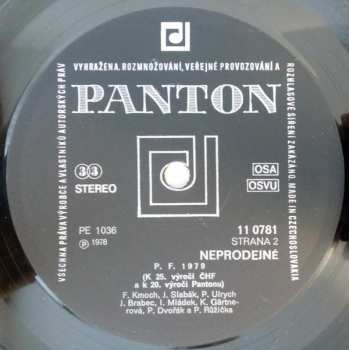 VYHRAŽENA. ROZMNOŽOVÁNÍ, VEŘEJNÉ PROVOZOVÁNÍ A
ROZHLASOVÉ ŠÍŘENÍ ZAKÁZÁNO. MADE IN CZECHOSLOVAKIA
VŠECHNA PRÁVA VÝROBCE A VLASTNÍKŮ AUTORSKÝCH PRÁV
PANTON
33
STEREO
OSA
OSVU
PE 1036
Ⓟ 1978
11 0781
STRANA 2
NEPRODEJNÉ
P. F. 1979
(K 25. výročí ČHF
a k 20. výročí Pantonu)
F. Kmoch, J. Slabák, P. Ulrych
J. Brabec, I. Mládek, K. Gärtne-
rová, P. Dvořák a P. Růžička